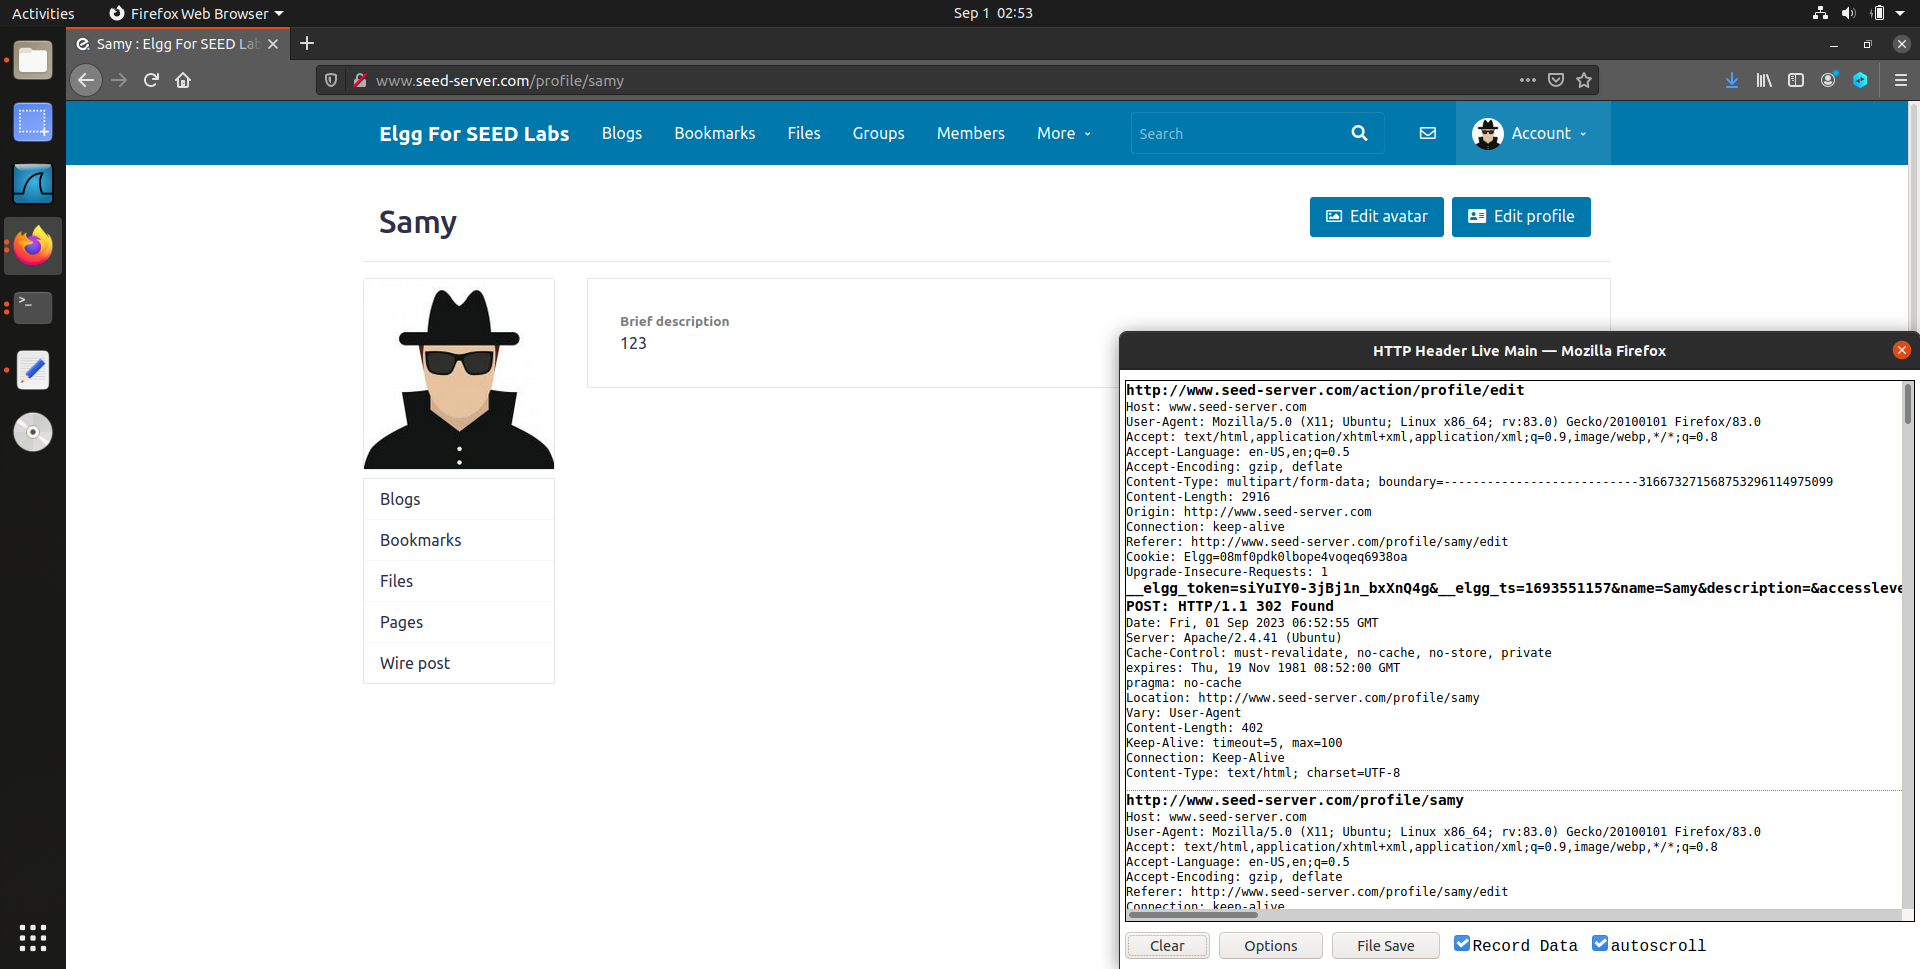 Activities
Firefox Web Browser
Sep 1 02:53
Samy : Elgg For SEED Lab
www.seed-server.com/profile/samy
Elgg For SEED Labs
Blogs
Bookmarks
Files
Groups
Members
More
Search
Account
Samy
Edit avatar
Edit profile
Brief description
123
Blogs
Bookmarks
Files
Pages
Wire post
HTTP Header Live Main — Mozilla Firefox
http://www.seed-server.com/action/profile/edit
Host: www.seed-server.com
User-Agent: Mozilla/5.0 (X11; Ubuntu; Linux x86_64; rv:83.0) Gecko/20100101 Firefox/83.0
Accept: text/html,application/xhtml+xml,application/xml;q=0.9,image/webp,*/*;q=0.8
Accept-Language: en-US,en;q=0.5
Accept-Encoding: gzip, deflate
Content-Type: multipart/form-data; boundary=---------------------------316673271568753296114975099
Content-Length: 2916
Origin: http://www.seed-server.com
Connection: keep-alive
Referer: http://www.seed-server.com/profile/samy/edit
Cookie: Elgg=08mf0pdk0lbope4voqeq6938oa
Upgrade-Insecure-Requests: 1
__elgg_token=siYuIY0-3jBj1n_bxXnQ4g&__elgg_ts=1693551157&name=Samy&description=&accessleve
POST: HTTP/1.1 302 Found
Date: Fri, 01 Sep 2023 06:52:55 GMT
Server: Apache/2.4.41 (Ubuntu)
Cache-Control: must-revalidate, no-cache, no-store, private
expires: Thu, 19 Nov 1981 08:52:00 GMT
pragma: no-cache
Location: http://www.seed-server.com/profile/samy
Vary: User-Agent
Content-Length: 402
Keep-Alive: timeout=5, max=100
Connection: Keep-Alive
Content-Type: text/html; charset=UTF-8
http://www.seed-server.com/profile/samy
Host: www.seed-server.com
User-Agent: Mozilla/5.0 (X11; Ubuntu; Linux x86_64; rv:83.0) Gecko/20100101 Firefox/83.0
Accept: text/html,application/xhtml+xml,application/xml;q=0.9,image/webp,*/*;q=0.8
Accept-Language: en-US,en;q=0.5
Accept-Encoding: gzip, deflate
Referer: http://www.seed-server.com/profile/samy/edit
Connection: keep-alive
Clear
Options
File Save
Record Data
autoscroll